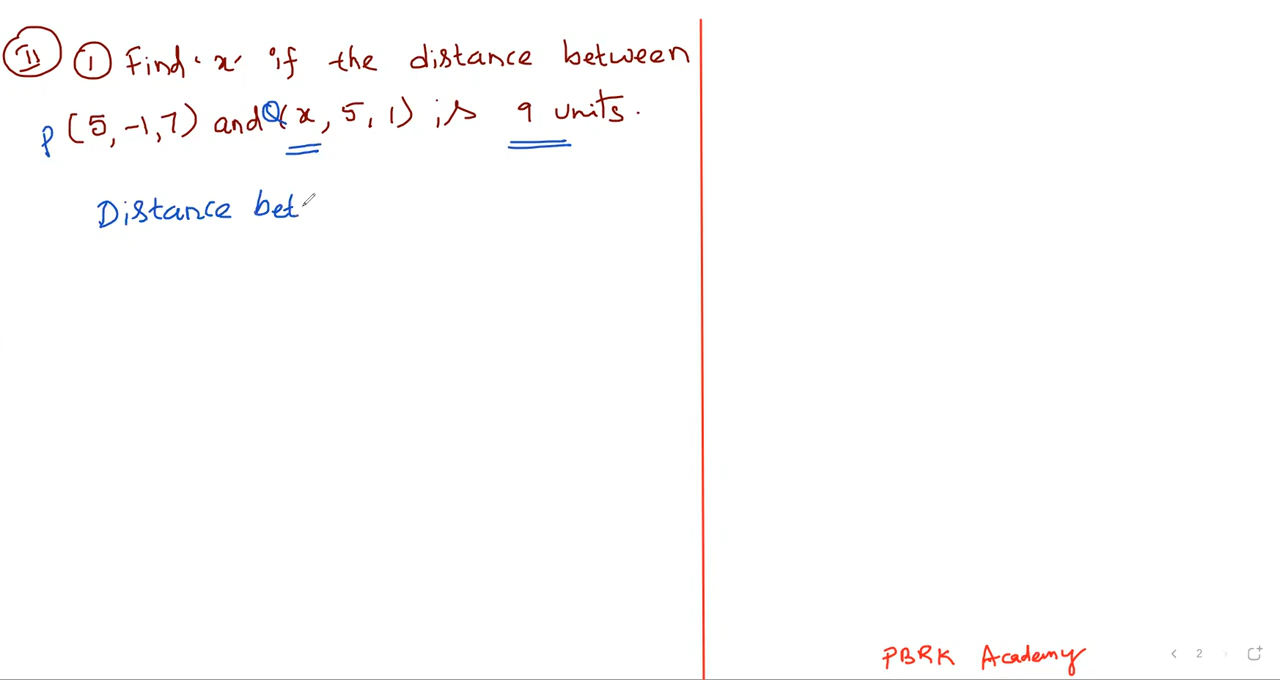 II ① Find 'x' if the distance between
P (5, -1, 7) and Q(x, 5, 1) is 9 units.
Distance bet
PBRK Academy
< 2 >